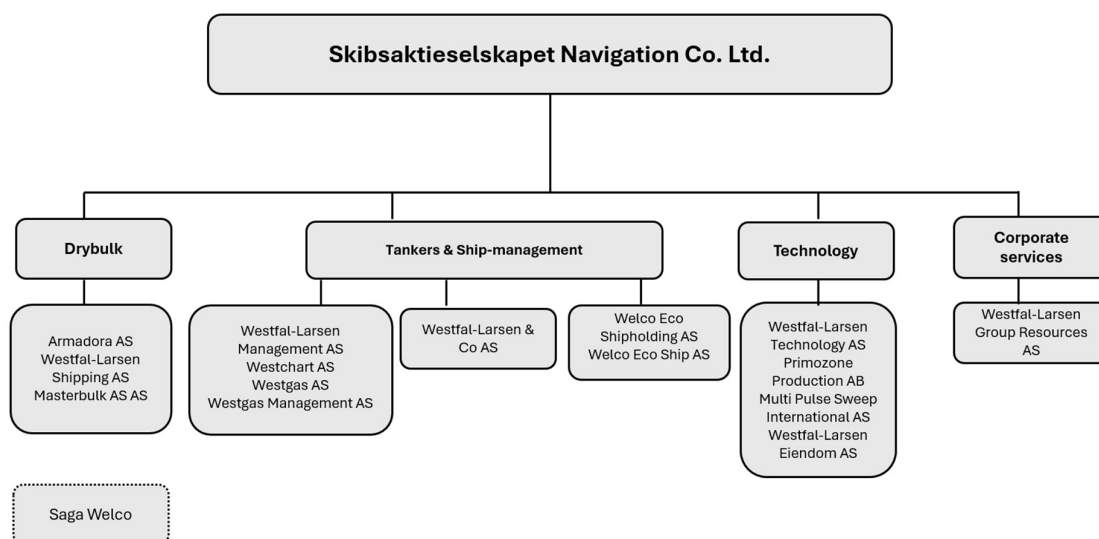 Skibsaktieselskapet Navigation Co. Ltd.
Drybulk
Tankers & Ship-management
Technology
Corporate
services
Armadora AS
Westfal-Larsen
Shipping AS
Masterbulk AS AS
Westfal-Larsen
Management AS
Westchart AS
Westgas AS
Westgas Management AS
Westfal-Larsen &
Co AS
Welco Eco
Shipholding AS
Welco Eco Ship AS
Westfal-Larsen
Technology AS
Primozone
Production AB
Multi Pulse Sweep
International AS
Westfal-Larsen
Eiendom AS
Westfal-Larsen
Group Resources
AS
Saga Welco